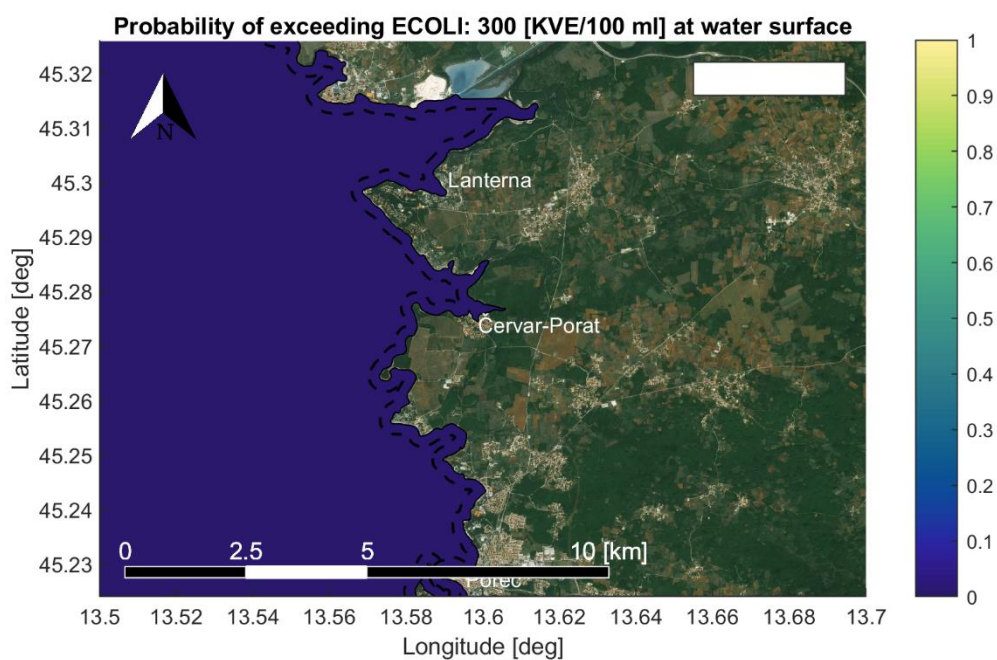 Probability of exceeding ECOLI: 300 [KVE/100 ml] at water surface
45.32
45.31
45.3
45.29
45.28
45.27
45.26
45.25
45.24
45.23
Latitude [deg]
N
Lanterna
Červar-Porat
Poreč
0 2.5 5 10 [km]
13.5 13.52 13.54 13.56 13.58 13.6 13.62 13.64 13.66 13.68 13.7
Longitude [deg]
1
0.9
0.8
0.7
0.6
0.5
0.4
0.3
0.2
0.1
0